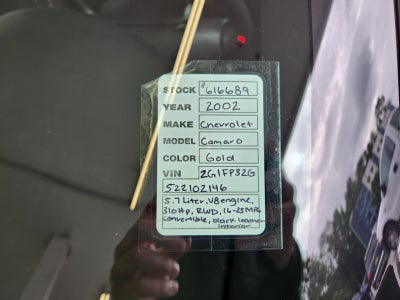 STOCK #616689
YEAR 2002
MAKE Chevrolet
MODEL Camaro
COLOR Gold
VIN 2G1FP32G
522102146
5.7 Liter, V8 engine,
310Hp, RWD, 16-25MPG
convertible, black leather
interior